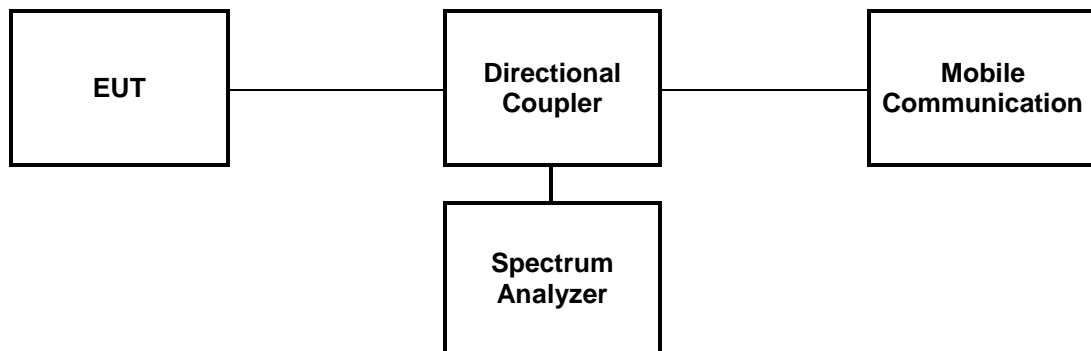 EUT
Directional
Coupler
Mobile
Communication
Spectrum
Analyzer